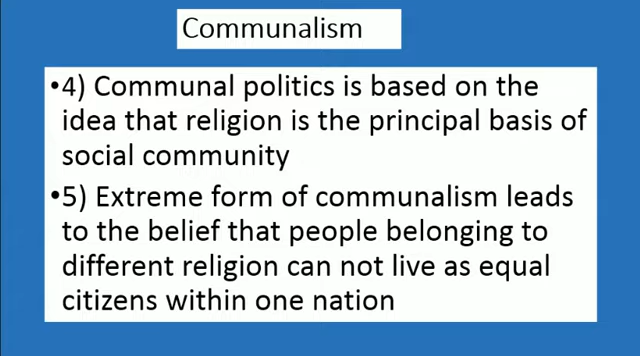 Communalism
•4) Communal politics is based on the
idea that religion is the principal basis of
social community
•5) Extreme form of communalism leads
to the belief that people belonging to
different religion can not live as equal
citizens within one nation